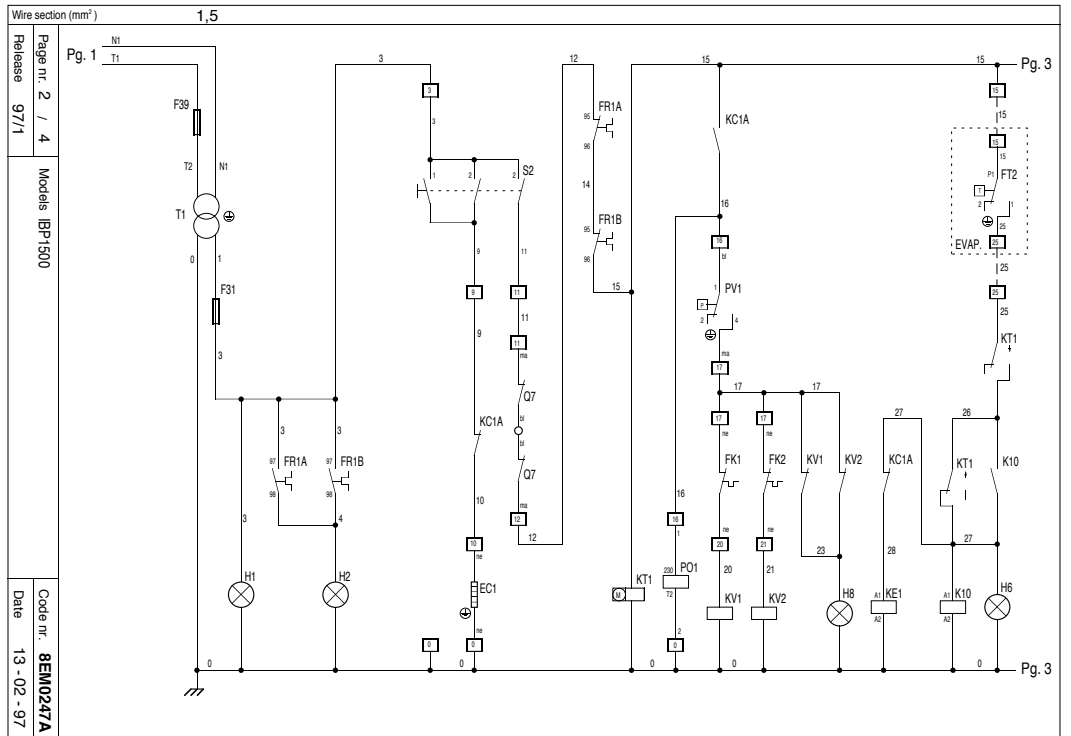 Wire section (mm²) 1,5
Page nr. 2 / 4
Release 97/1
Models IBP1500
Code nr. 8EM0247A
Date 13 - 02 - 97
Pg. 1
N1
T1
3
12
15
15
Pg. 3
F39
3
3
FR1A
95
96
KC1A
15
15
15
15
T2
N1
T1
1
2
2
S2
14
16
P1
FT2
T
2
1
25
EVAP.
25
0
1
F31
9
11
FR1B
95
96
15
16
bl
25
25
25
9
11
1
PV1
P
2
4
9
11
11
ma
KT1
3
ma
17
Q7
bl
bl
17
17
3
3
KC1A
17
ne
17
ne
27
26
97
FR1A
98
97
FR1B
98
Q7
FK1
FK2
KV1
KV2
KC1A
KT1
K10
3
4
10
ma
12
12
16
16
1
ne
20
ne
21
23
28
27
10
ne
20
21
H1
H2
EC1
M
KT1
230
PO1
T2
KV1
KV2
H8
A1
KE1
A2
A1
K10
A2
H6
ne
2
0
0
0
0
0
0
0
0
Pg. 3